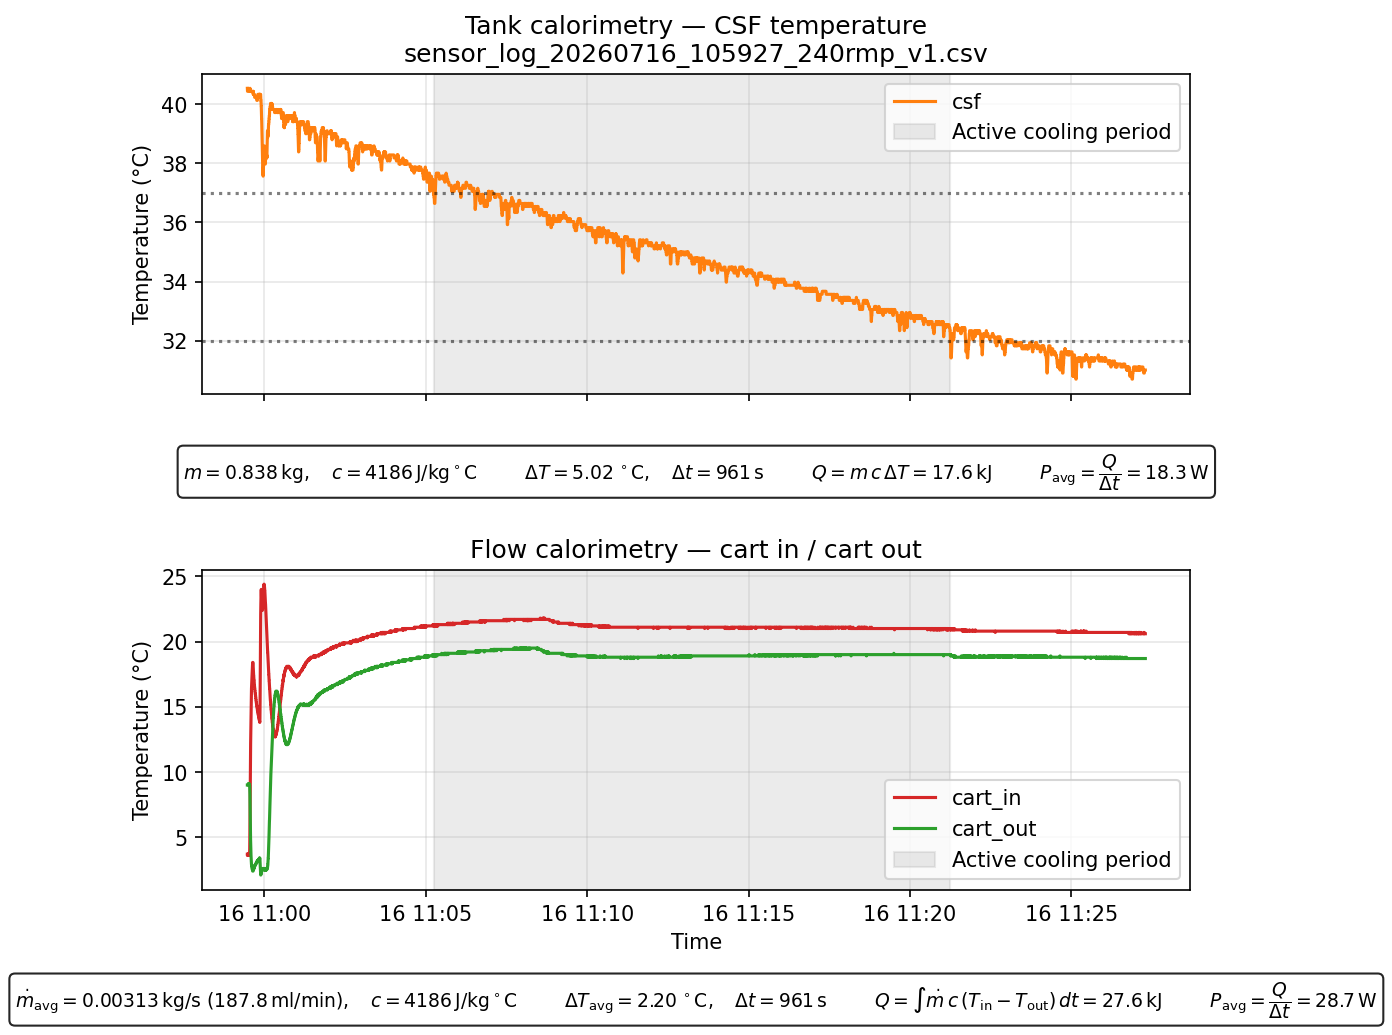 Tank calorimetry — CSF temperature
sensor_log_20260716_105927_240rmp_v1.csv
Temperature (°C)
40
38
36
34
32
csf
Active cooling period
m = 0.838 kg, c = 4186 J/kg°C ΔT = 5.02 °C, Δt = 961 s Q = m c ΔT = 17.6 kJ P_avg = Q/Δt = 18.3 W
Flow calorimetry — cart in / cart out
Temperature (°C)
25
20
15
10
5
cart_in
cart_out
Active cooling period
16 11:00 16 11:05 16 11:10 16 11:15 16 11:20 16 11:25
Time
ṁ_avg = 0.00313 kg/s (187.8 ml/min), c = 4186 J/kg°C ΔT_avg = 2.20 °C, Δt = 961 s Q = ∫ṁ c (T_in − T_out) dt = 27.6 kJ P_avg = Q/Δt = 28.7 W